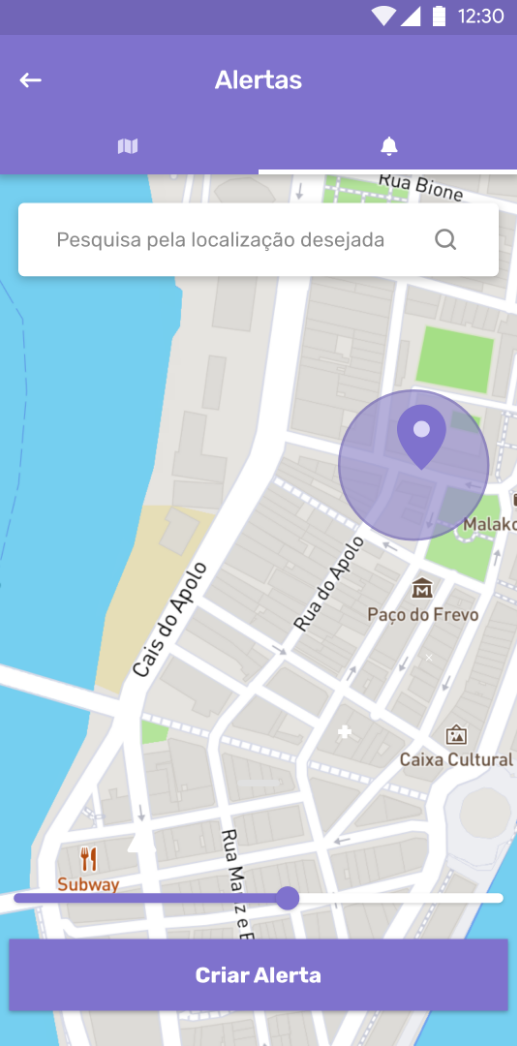 12:30
Alertas
Rua Bione
Pesquisa pela localização desejada
Cais do Apolo
Rua do Apolo
Paço do Frevo
Caixa Cultural
Subway
Criar Alerta